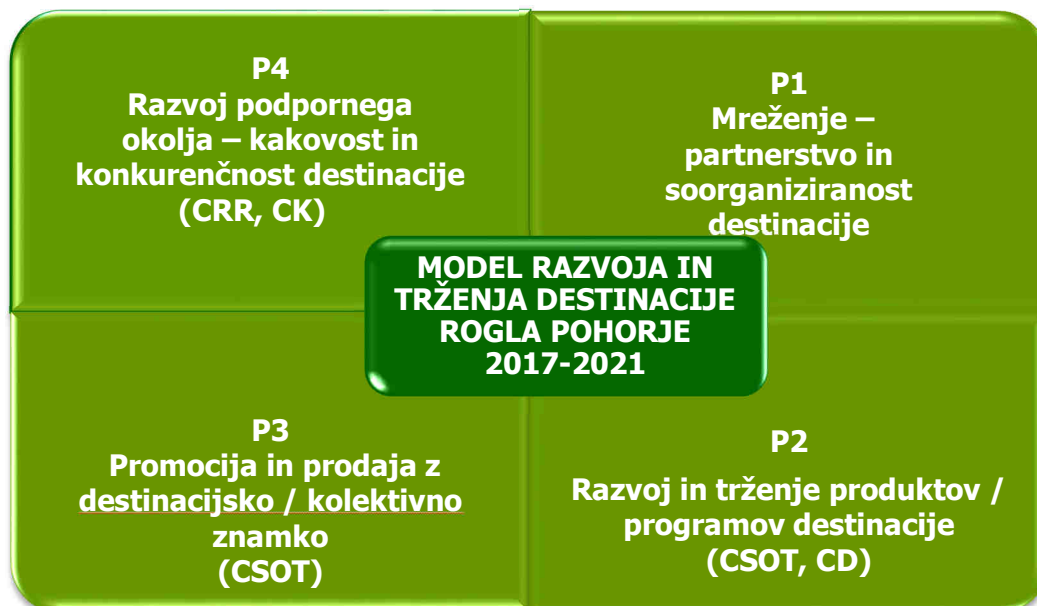 P4
Razvoj podpornega
okolja – kakovost in
konkurenčnost destinacije
(CRR, CK)
P1
Mreženje –
partnerstvo in
soorganiziranost
destinacije
MODEL RAZVOJA IN
TRŽENJA DESTINACIJE
ROGLA POHORJE
2017-2021
P3
Promocija in prodaja z
destinacijsko / kolektivno
znamko
(CSOT)
P2
Razvoj in trženje produktov /
programov destinacije
(CSOT, CD)